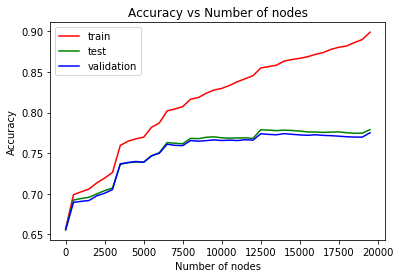 Accuracy vs Number of nodes
train
test
validation
Accuracy
0.90
0.85
0.80
0.75
0.70
0.65
0 2500 5000 7500 10000 12500 15000 17500 20000
Number of nodes